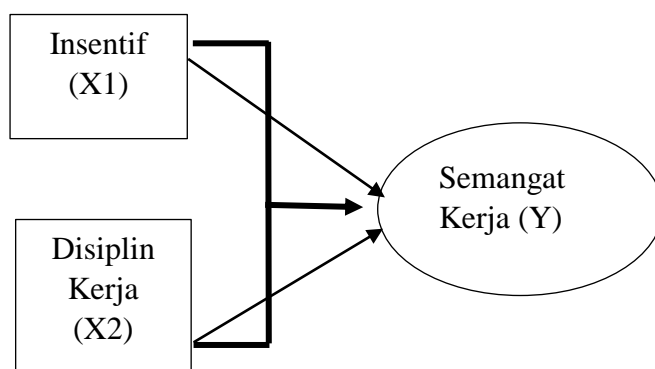 Insentif
(X1)
Semangat
Kerja (Y)
Disiplin
Kerja
(X2)